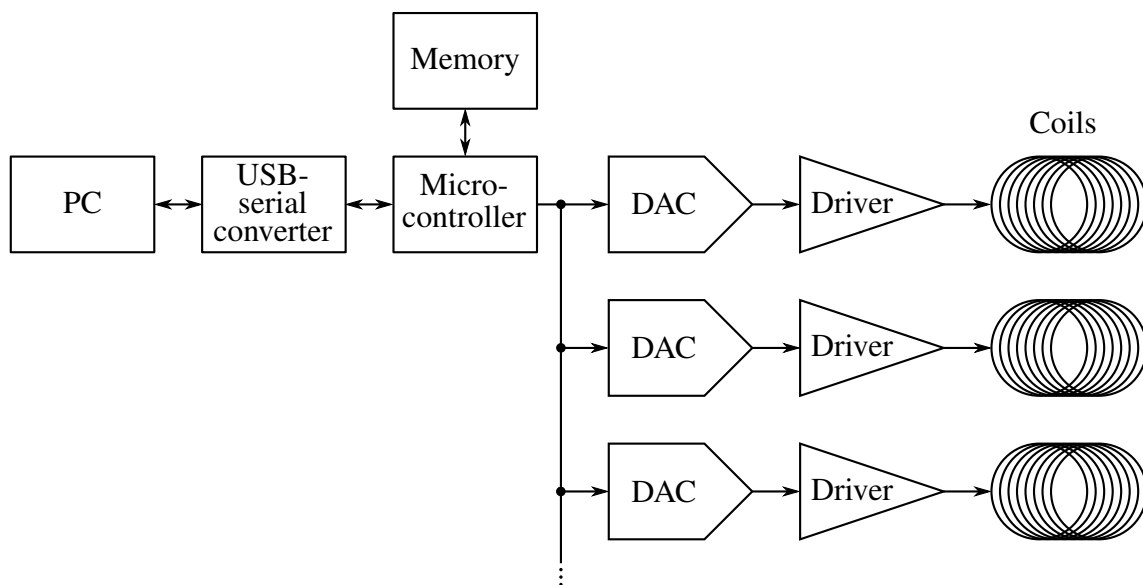 Memory
Coils
PC
USB-
serial
converter
Micro-
controller
DAC
Driver
DAC
Driver
DAC
Driver